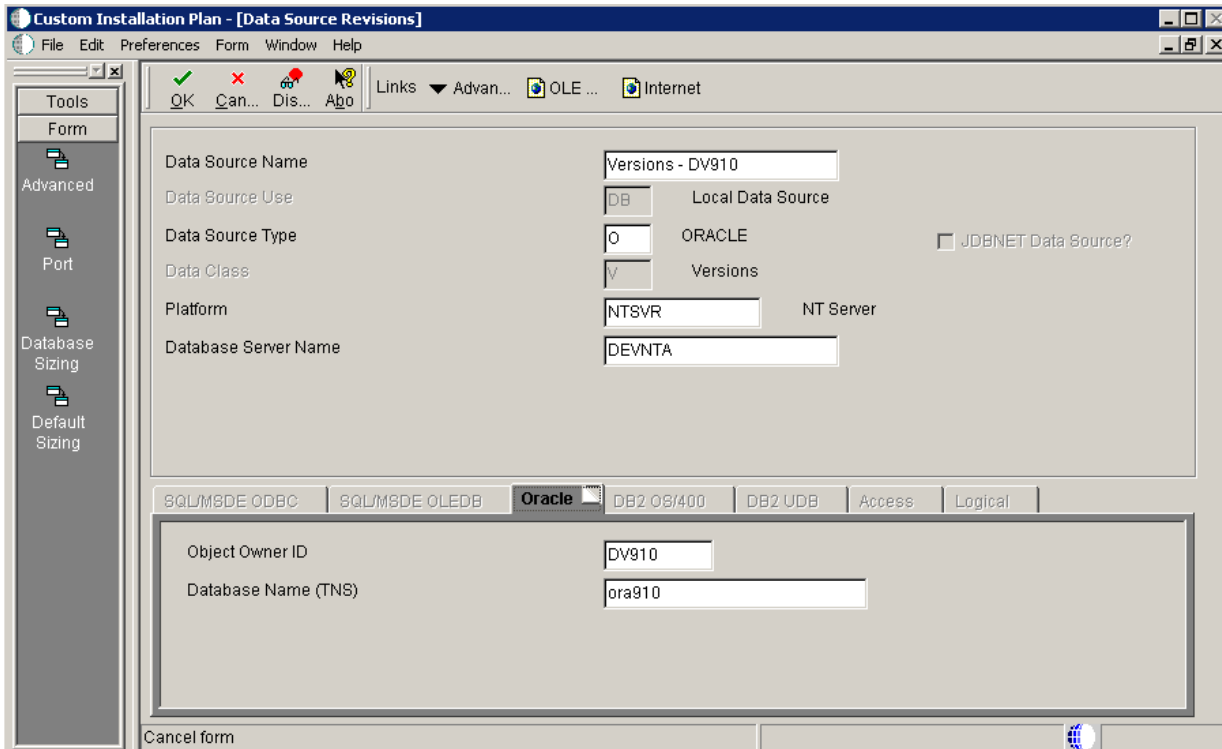 Custom Installation Plan - [Data Source Revisions]
File Edit Preferences Form Window Help
OK Can... Dis... Abo Links Advan... OLE ... Internet
Tools
Form
Advanced
Port
Database
Sizing
Default
Sizing
Data Source Name Versions - DV910
Data Source Use DB Local Data Source
Data Source Type O ORACLE JDBNET Data Source?
Data Class V Versions
Platform NTSVR NT Server
Database Server Name DEVNTA
SQL/MSDE ODBC SQL/MSDE OLEDB Oracle DB2 OS/400 DB2 UDB Access Logical
Object Owner ID DV910
Database Name (TNS) ora910
Cancel form